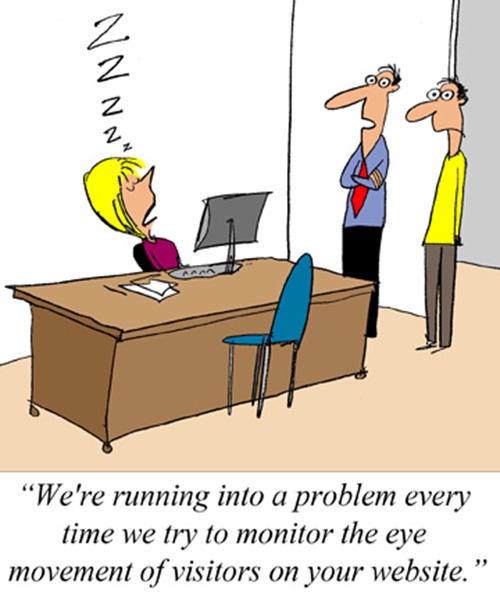 Z
Z
Z
Z
Z
“We're running into a problem every
time we try to monitor the eye
movement of visitors on your website.”